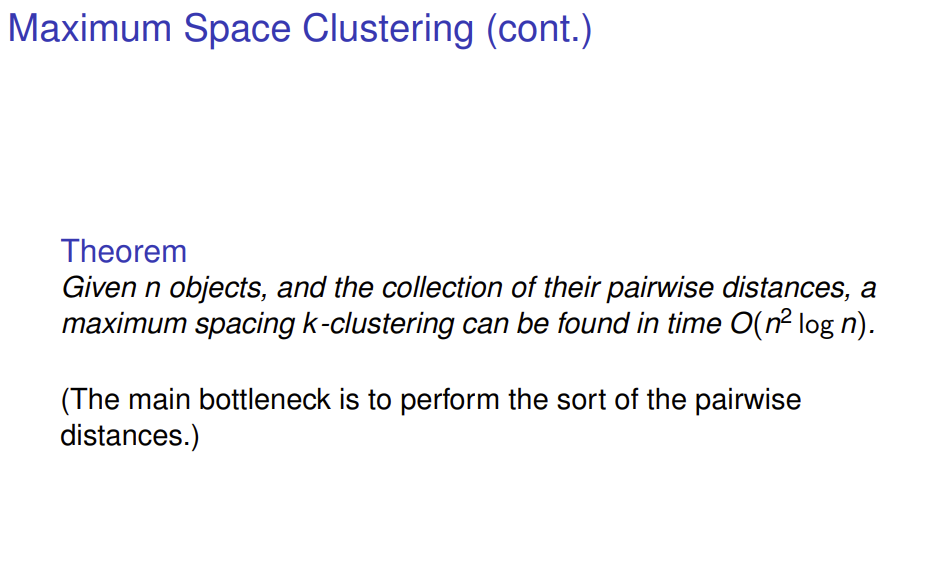 Maximum Space Clustering (cont.)
Theorem
Given n objects, and the collection of their pairwise distances, a
maximum spacing k-clustering can be found in time O(n² log n).
(The main bottleneck is to perform the sort of the pairwise
distances.)